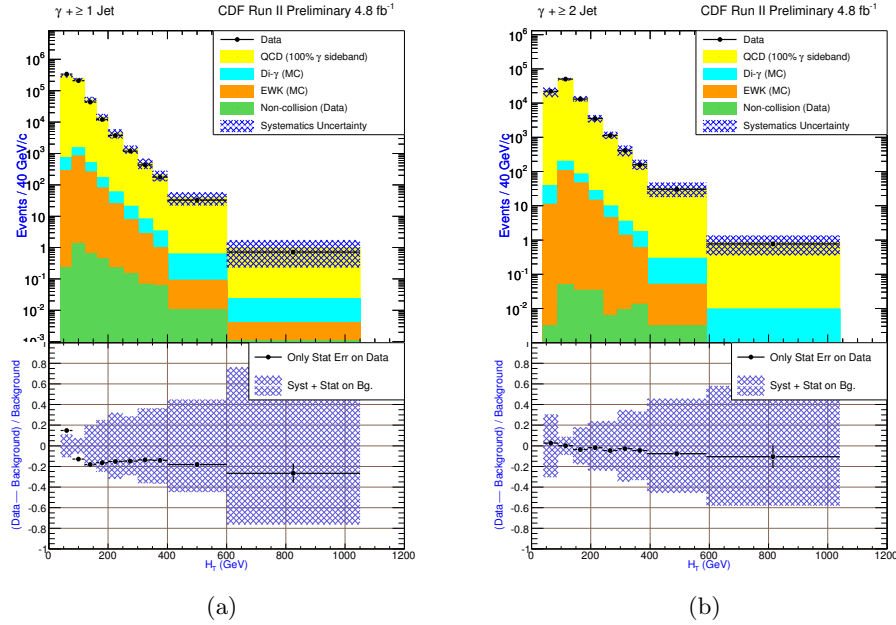 γ + ≥ 1 Jet CDF Run II Preliminary 4.8 fb⁻¹
Events / 40 GeV/c
10⁶
10⁵
10⁴
10³
10²
10
1
10⁻¹
10⁻²
10⁻³
Data
QCD (100% γ sideband)
Di-γ (MC)
EWK (MC)
Non-collision (Data)
Systematics Uncertainty
(Data — Background) / Background
0.8
0.6
0.4
0.2
0
-0.2
-0.4
-0.6
-0.8
-1
Only Stat Err on Data
Syst + Stat on Bg.
0 200 400 600 800 1000 1200
H_T (GeV)
(a)
γ + ≥ 2 Jet CDF Run II Preliminary 4.8 fb⁻¹
Events / 40 GeV/c
10⁶
10⁵
10⁴
10³
10²
10
1
10⁻¹
10⁻²
Data
QCD (100% γ sideband)
Di-γ (MC)
EWK (MC)
Non-collision (Data)
Systematics Uncertainty
(Data — Background) / Background
0.8
0.6
0.4
0.2
0
-0.2
-0.4
-0.6
-0.8
-1
Only Stat Err on Data
Syst + Stat on Bg.
0 200 400 600 800 1000 1200
H_T (GeV)
(b)